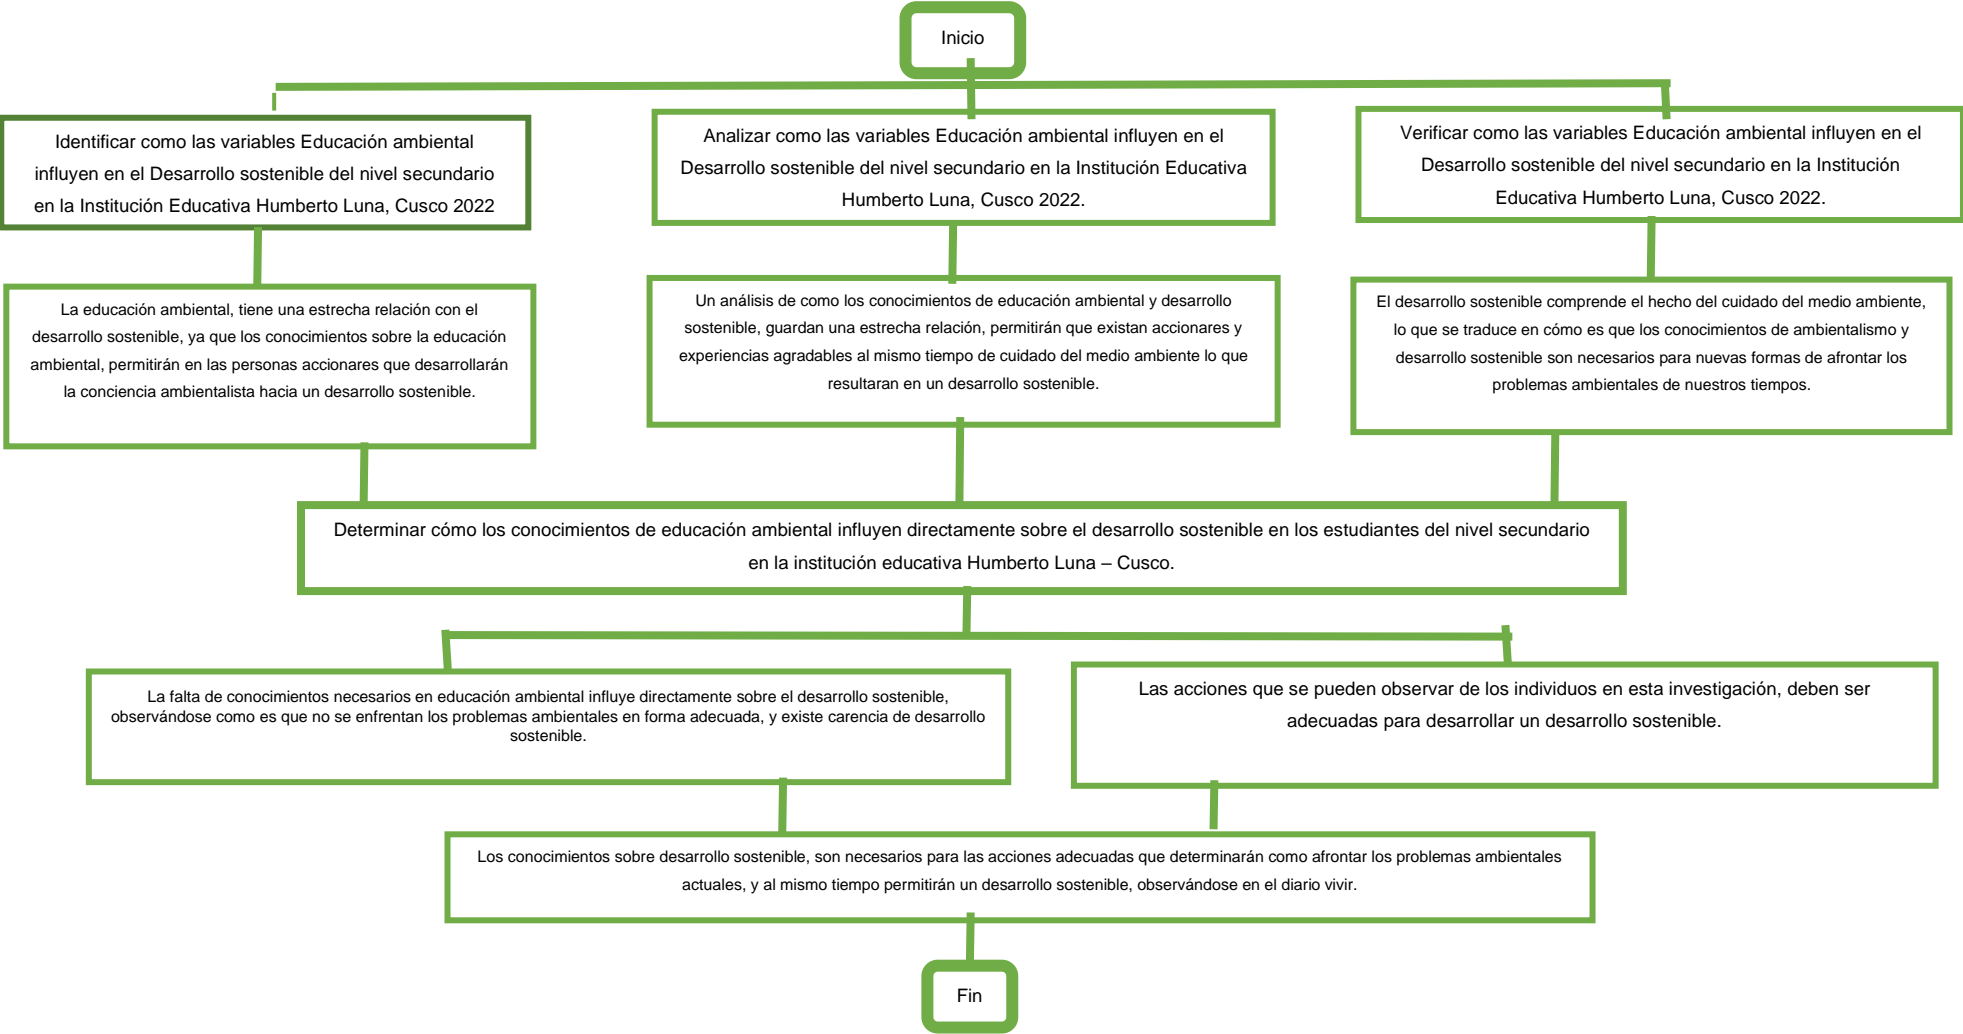 Inicio
Identificar como las variables Educación ambiental
influyen en el Desarrollo sostenible del nivel secundario
en la Institución Educativa Humberto Luna, Cusco 2022
Analizar como las variables Educación ambiental influyen en el
Desarrollo sostenible del nivel secundario en la Institución Educativa
Humberto Luna, Cusco 2022.
Verificar como las variables Educación ambiental influyen en el
Desarrollo sostenible del nivel secundario en la Institución
Educativa Humberto Luna, Cusco 2022.
La educación ambiental, tiene una estrecha relación con el
desarrollo sostenible, ya que los conocimientos sobre la educación
ambiental, permitirán en las personas accionares que desarrollarán
la conciencia ambientalista hacia un desarrollo sostenible.
Un análisis de como los conocimientos de educación ambiental y desarrollo
sostenible, guardan una estrecha relación, permitirán que existan accionares y
experiencias agradables al mismo tiempo de cuidado del medio ambiente lo que
resultaran en un desarrollo sostenible.
El desarrollo sostenible comprende el hecho del cuidado del medio ambiente,
lo que se traduce en cómo es que los conocimientos de ambientalismo y
desarrollo sostenible son necesarios para nuevas formas de afrontar los
problemas ambientales de nuestros tiempos.
Determinar cómo los conocimientos de educación ambiental influyen directamente sobre el desarrollo sostenible en los estudiantes del nivel secundario
en la institución educativa Humberto Luna – Cusco.
La falta de conocimientos necesarios en educación ambiental influye directamente sobre el desarrollo sostenible,
observándose como es que no se enfrentan los problemas ambientales en forma adecuada, y existe carencia de desarrollo
sostenible.
Las acciones que se pueden observar de los individuos en esta investigación, deben ser
adecuadas para desarrollar un desarrollo sostenible.
Los conocimientos sobre desarrollo sostenible, son necesarios para las acciones adecuadas que determinarán como afrontar los problemas ambientales
actuales, y al mismo tiempo permitirán un desarrollo sostenible, observándose en el diario vivir.
Fin